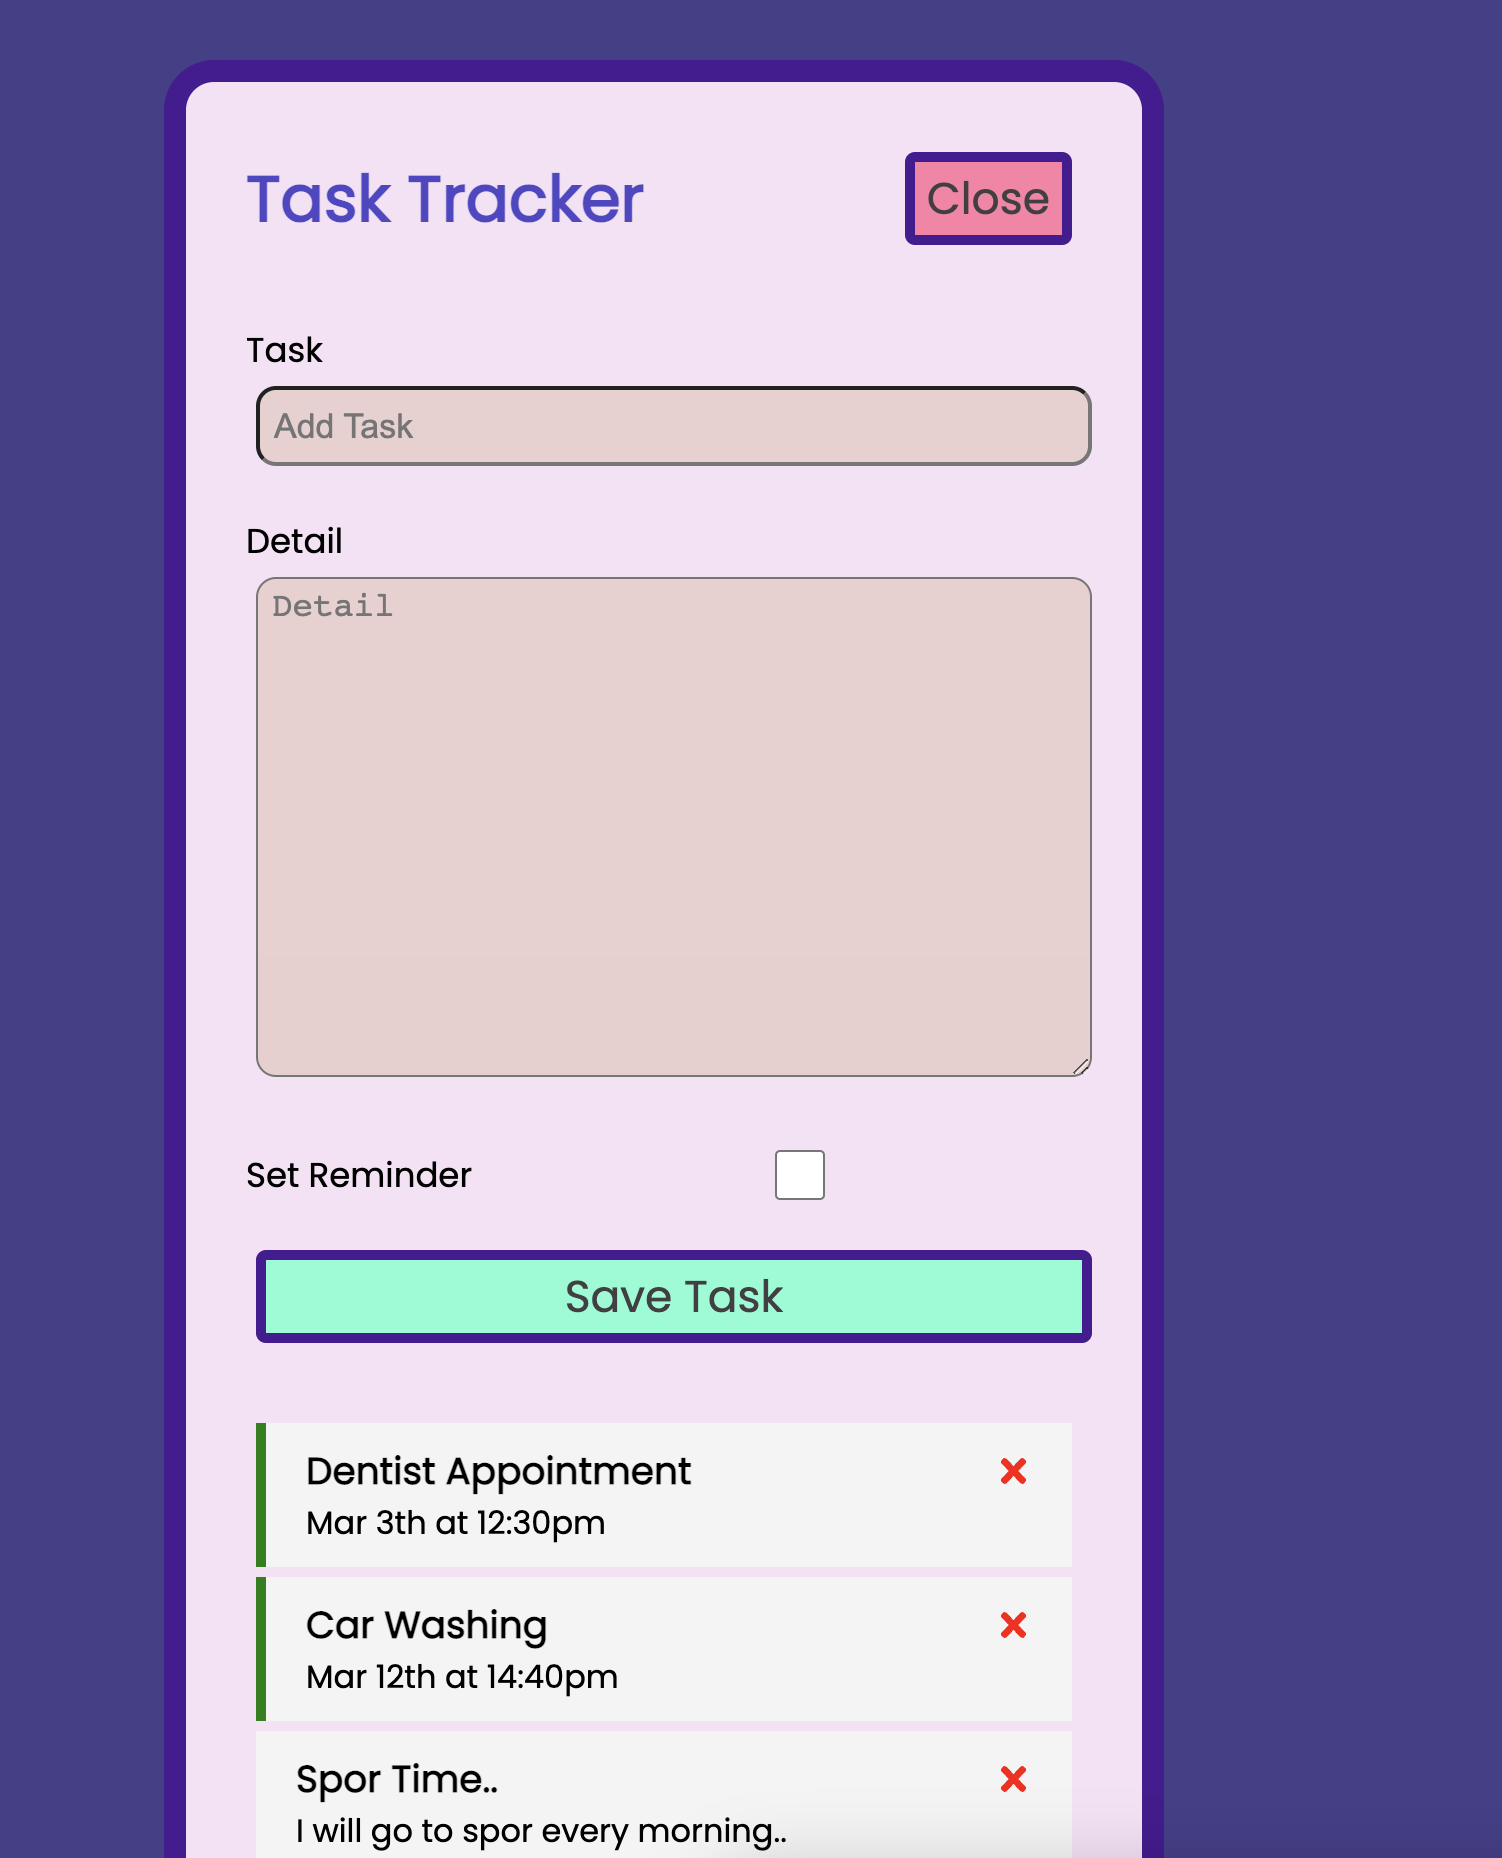 Task Tracker
Close
Task
Add Task
Detail
Detail
Set Reminder
Save Task
Dentist Appointment
Mar 3th at 12:30pm
Car Washing
Mar 12th at 14:40pm
Spor Time..
I will go to spor every morning..